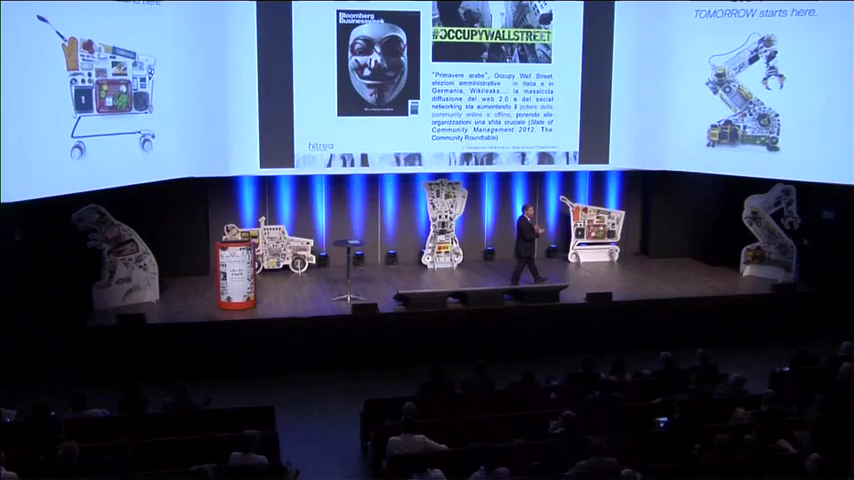 starts here.
Bloomberg
Businessweek
#OCCUPYWALLSTREET
TOMORROW starts here.
"Primavere arabe", Occupy Wall Street,
elezioni amministrative in Italia e in
Germania, Wikileaks...: la massiccia
diffusione del web 2.0 e del social
networking sta aumentando il potere delle
community online e offline, ponendo alle
organizzazioni una sfida cruciale (State of
Community Management 2012, The
Community Roundtable)
hitrea